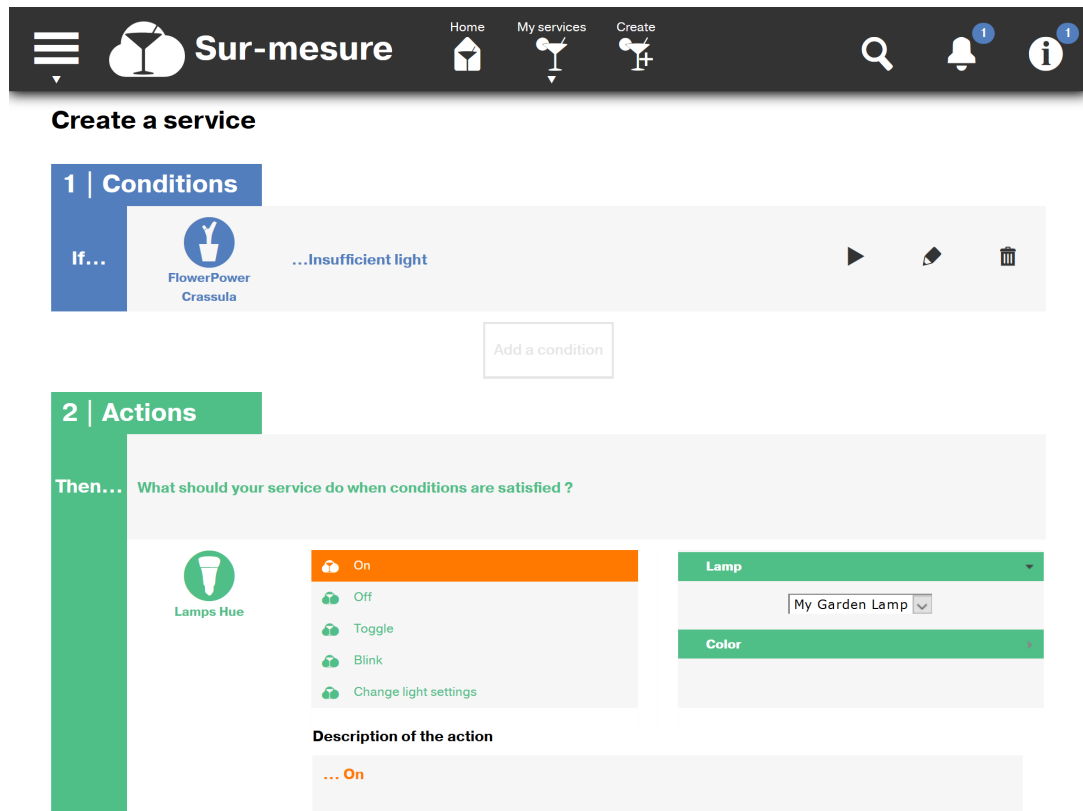 Sur-mesure
Home
My services
Create
1
1
Create a service
1 | Conditions
If...
FlowerPower
Crassula
...Insufficient light
Add a condition
2 | Actions
Then...
What should your service do when conditions are satisfied ?
Lamps Hue
On
Off
Toggle
Blink
Change light settings
Lamp
My Garden Lamp
Color
Description of the action
... On